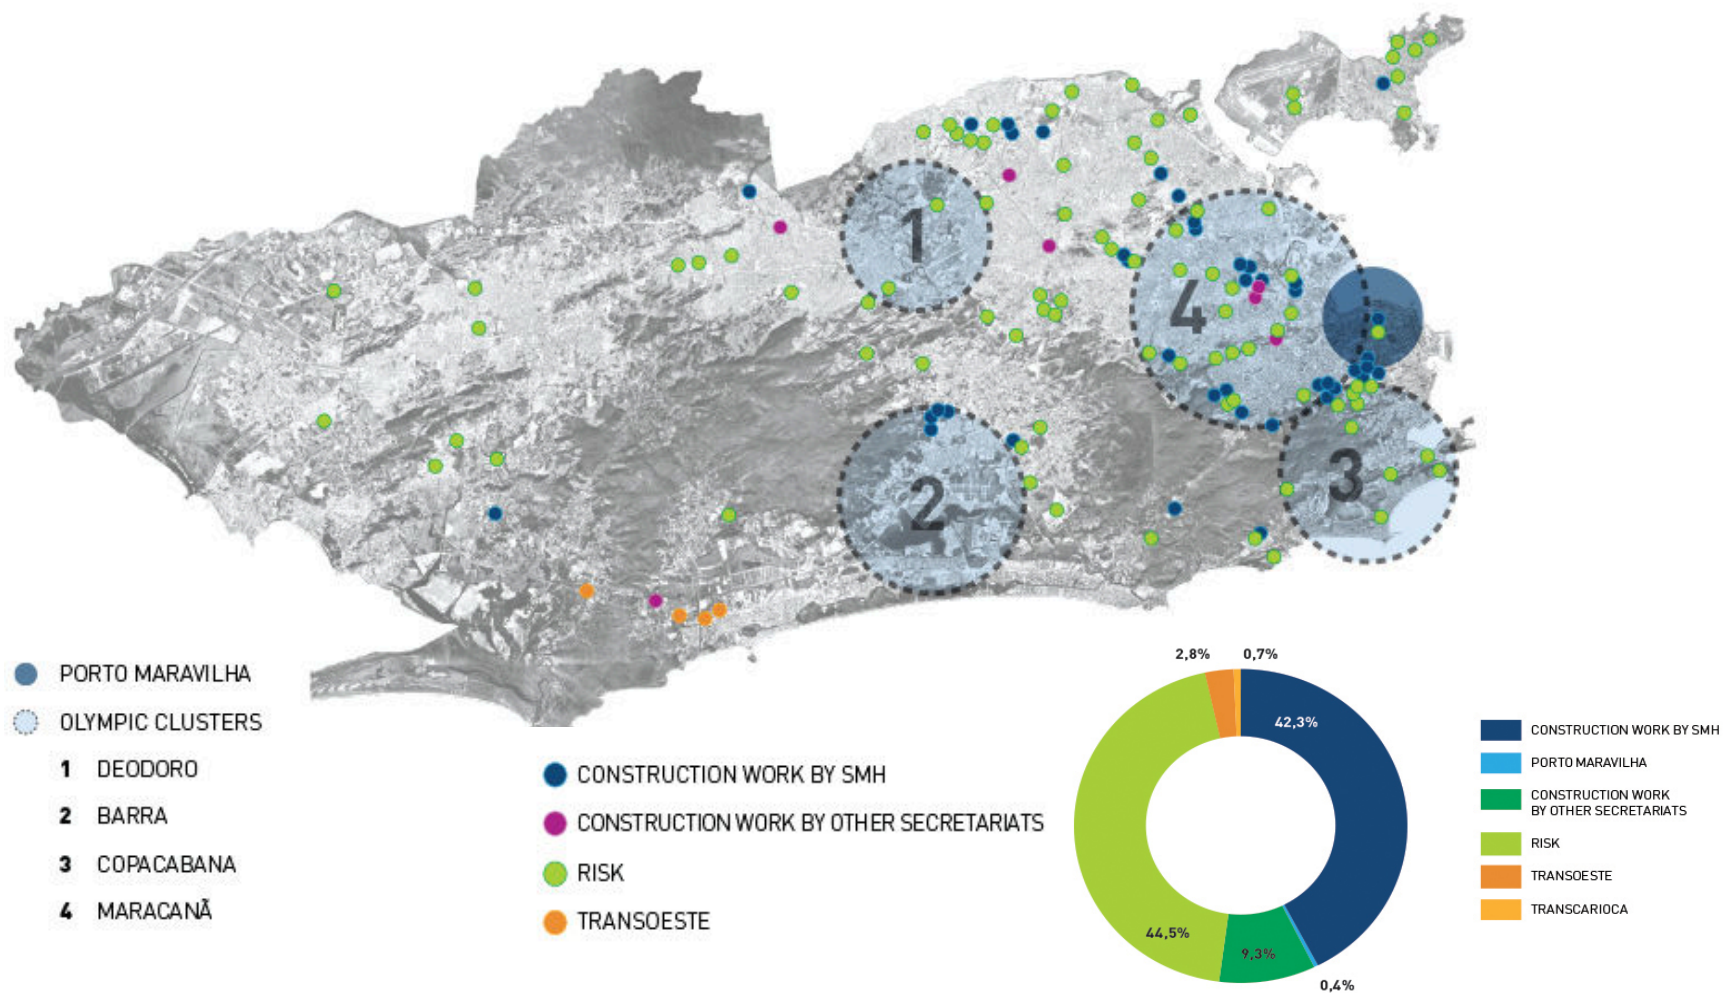 1
2
3
4
PORTO MARAVILHA
OLYMPIC CLUSTERS
1 DEODORO
2 BARRA
3 COPACABANA
4 MARACANÃ
CONSTRUCTION WORK BY SMH
CONSTRUCTION WORK BY OTHER SECRETARIATS
RISK
TRANSOESTE
2,8%
0,7%
42,3%
44,5%
9,3%
0,4%
CONSTRUCTION WORK BY SMH
PORTO MARAVILHA
CONSTRUCTION WORK
BY OTHER SECRETARIATS
RISK
TRANSOESTE
TRANSCARIOCA